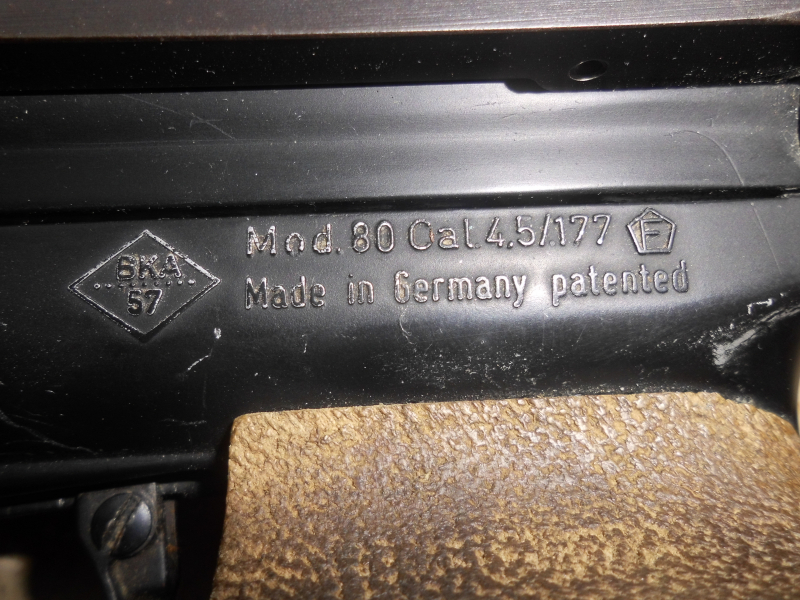 Mod. 80 Cal. 4,5/.177 F
Made in Germany patented
BKA
57